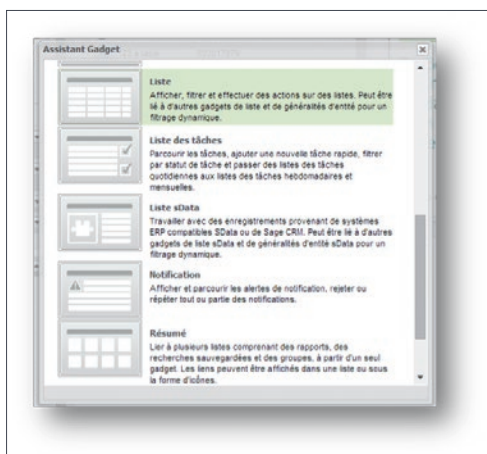 Assistant Gadget
Liste
Afficher, filtrer et effectuer des actions sur des listes. Peut être
lié à d'autres gadgets de liste et de généralités d'entité pour un
filtrage dynamique.
Liste des tâches
Parcourir les tâches, ajouter une nouvelle tâche rapide, filtrer
par statut de tâche et passer des listes des tâches
quotidiennes aux listes des tâches hebdomadaires et
mensuelles.
Liste sData
Travailler avec des enregistrements provenant de systèmes
ERP compatibles SData ou de Sage CRM. Peut être lié à d'autres
gadgets de liste sData et de généralités d'entité sData pour un
filtrage dynamique.
Notification
Afficher et parcourir les alertes de notification, rejeter ou
répéter tout ou partie des notifications.
Résumé
Lier à plusieurs listes comprenant des rapports, des
recherches sauvegardées et des groupes, à partir d'un seul
gadget. Les liens peuvent être affichés dans une liste ou sous
la forme d'icônes.